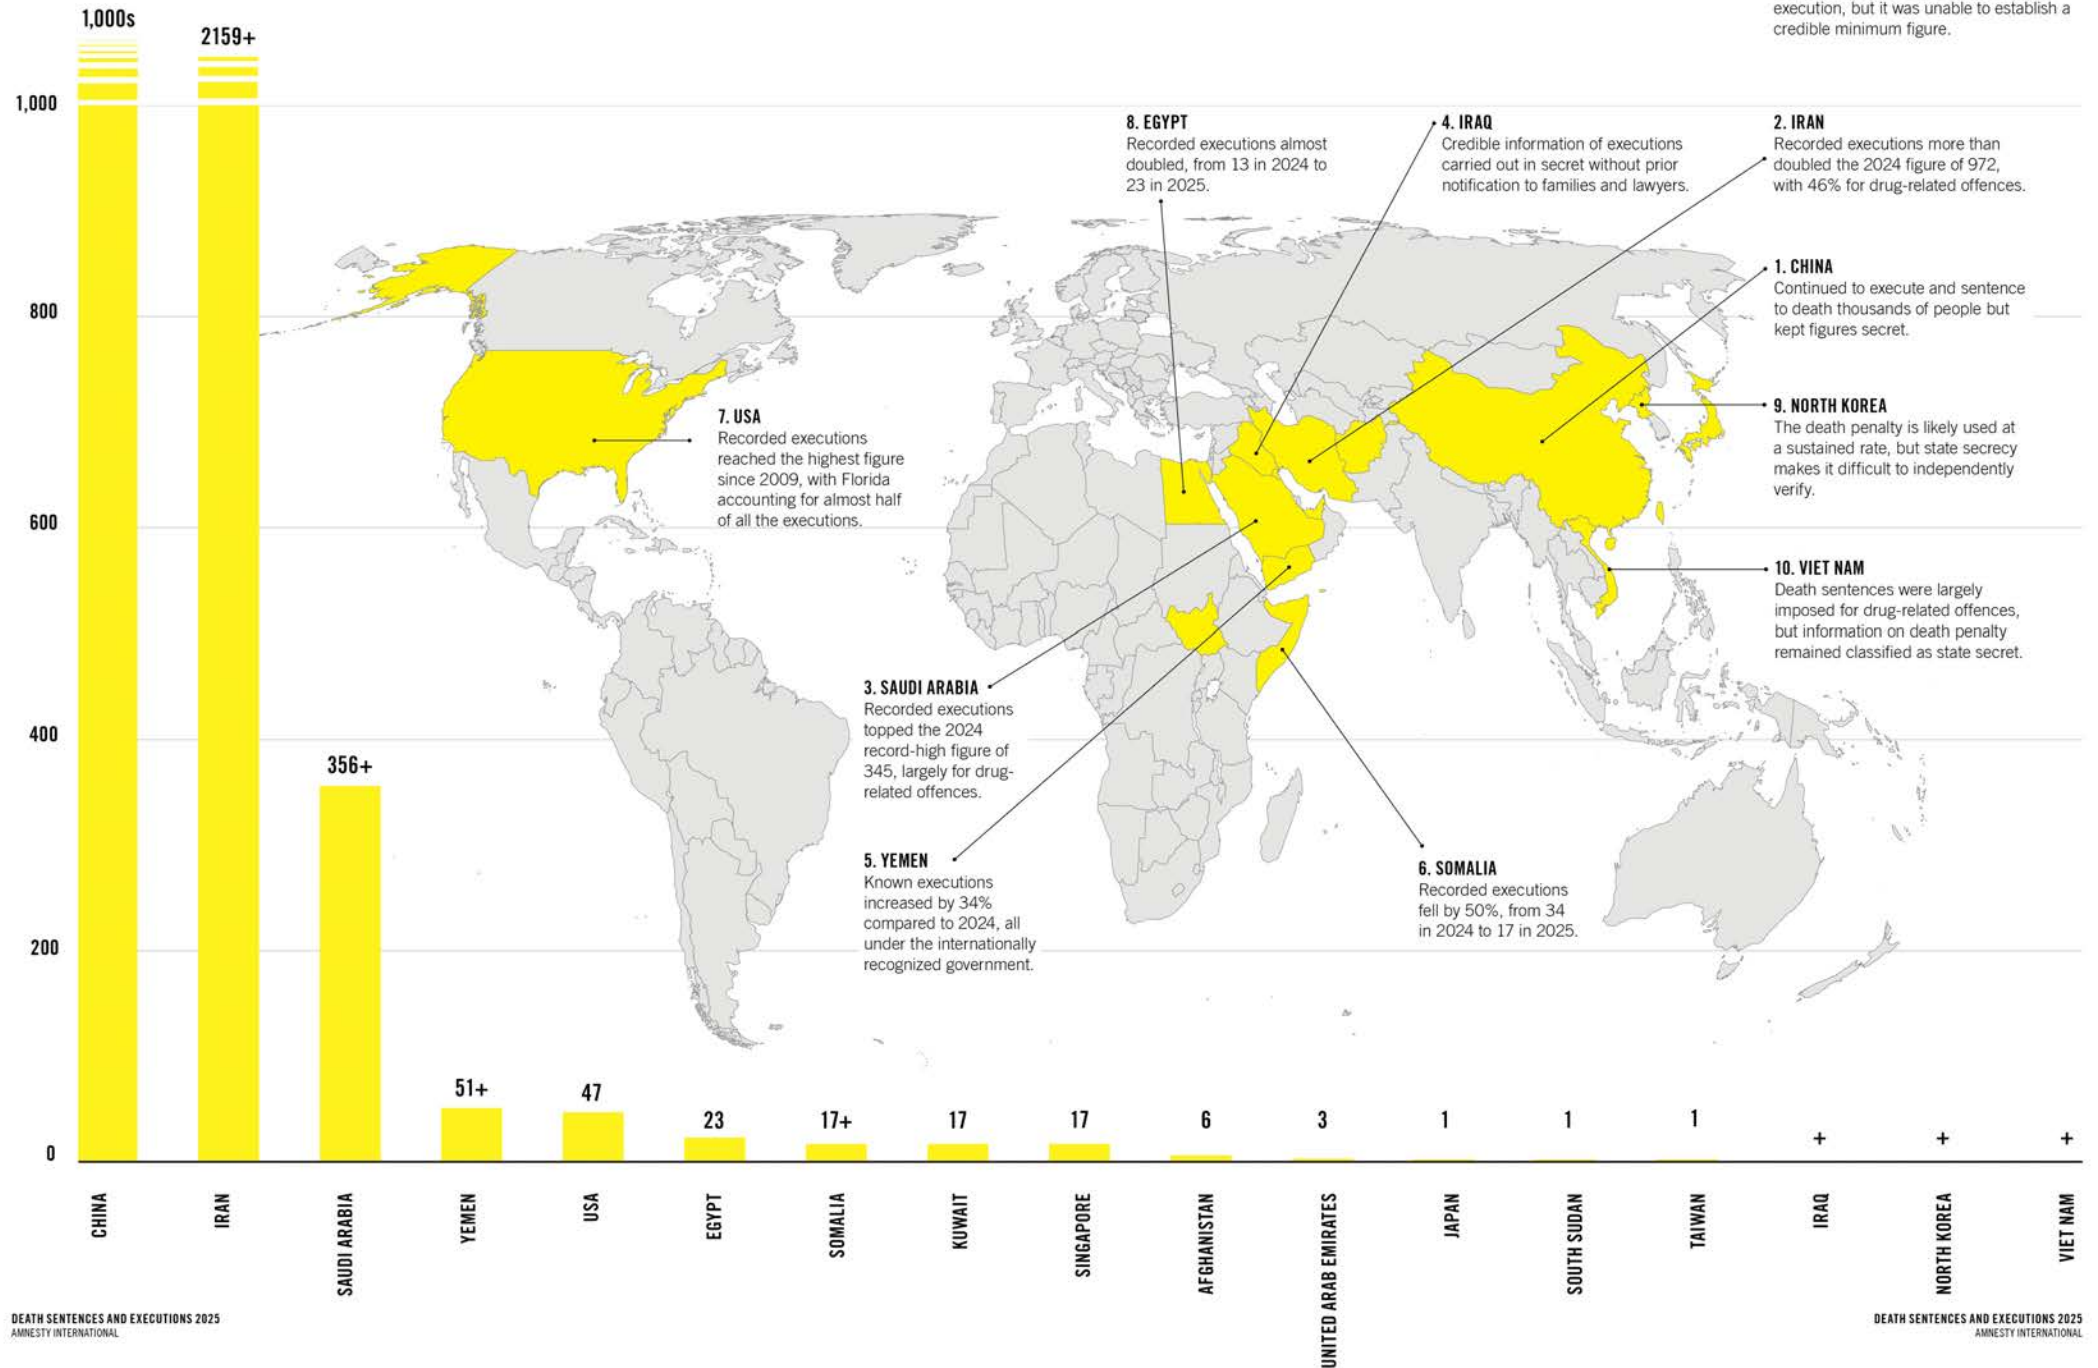 execution, but it was unable to establish a
credible minimum figure.
1,000s
2159+
1,000
800
600
400
200
0
356+
51+
47
23
17+
17
17
6
3
1
1
1
+
+
+
8. EGYPT
Recorded executions almost
doubled, from 13 in 2024 to
23 in 2025.
4. IRAQ
Credible information of executions
carried out in secret without prior
notification to families and lawyers.
2. IRAN
Recorded executions more than
doubled the 2024 figure of 972,
with 46% for drug-related offences.
1. CHINA
Continued to execute and sentence
to death thousands of people but
kept figures secret.
7. USA
Recorded executions
reached the highest figure
since 2009, with Florida
accounting for almost half
of all the executions.
9. NORTH KOREA
The death penalty is likely used at
a sustained rate, but state secrecy
makes it difficult to independently
verify.
10. VIET NAM
Death sentences were largely
imposed for drug-related offences,
but information on death penalty
remained classified as state secret.
3. SAUDI ARABIA
Recorded executions
topped the 2024
record-high figure of
345, largely for drug-
related offences.
5. YEMEN
Known executions
increased by 34%
compared to 2024, all
under the internationally
recognized government.
6. SOMALIA
Recorded executions
fell by 50%, from 34
in 2024 to 17 in 2025.
CHINA
IRAN
SAUDI ARABIA
YEMEN
USA
EGYPT
SOMALIA
KUWAIT
SINGAPORE
AFGHANISTAN
UNITED ARAB EMIRATES
JAPAN
SOUTH SUDAN
TAIWAN
IRAQ
NORTH KOREA
VIET NAM
DEATH SENTENCES AND EXECUTIONS 2025
AMNESTY INTERNATIONAL
DEATH SENTENCES AND EXECUTIONS 2025
AMNESTY INTERNATIONAL